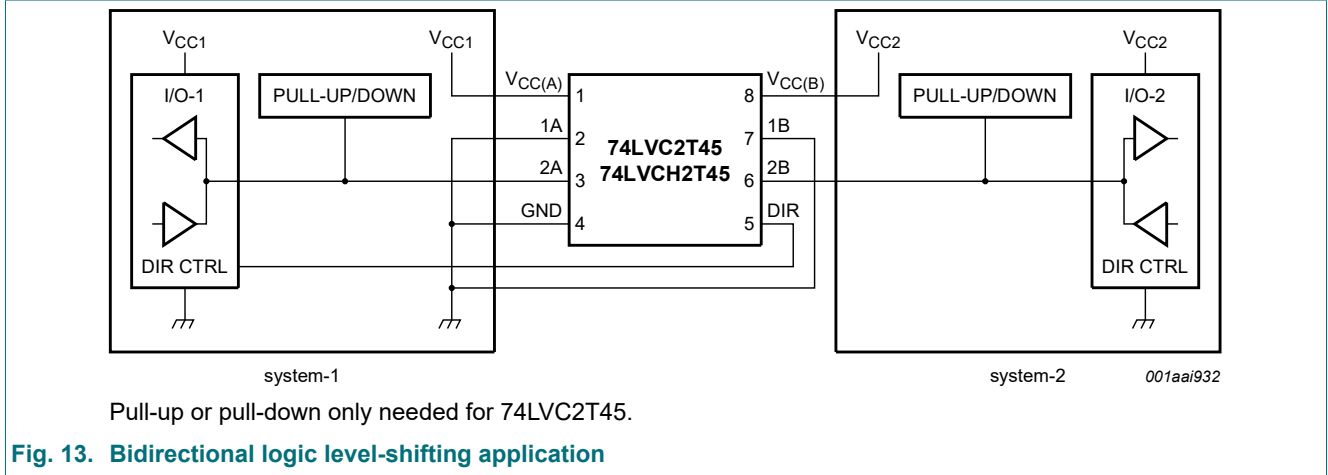 VCC1
VCC1
VCC2
VCC2
I/O-1
PULL-UP/DOWN
VCC(A)
1
8
VCC(B)
PULL-UP/DOWN
I/O-2
1A
2
74LVC2T45
7
1B
2A
3
74LVCH2T45
6
2B
GND
4
5
DIR
DIR CTRL
DIR CTRL
system-1
system-2
001aai932
Pull-up or pull-down only needed for 74LVC2T45.
Fig. 13. Bidirectional logic level-shifting application